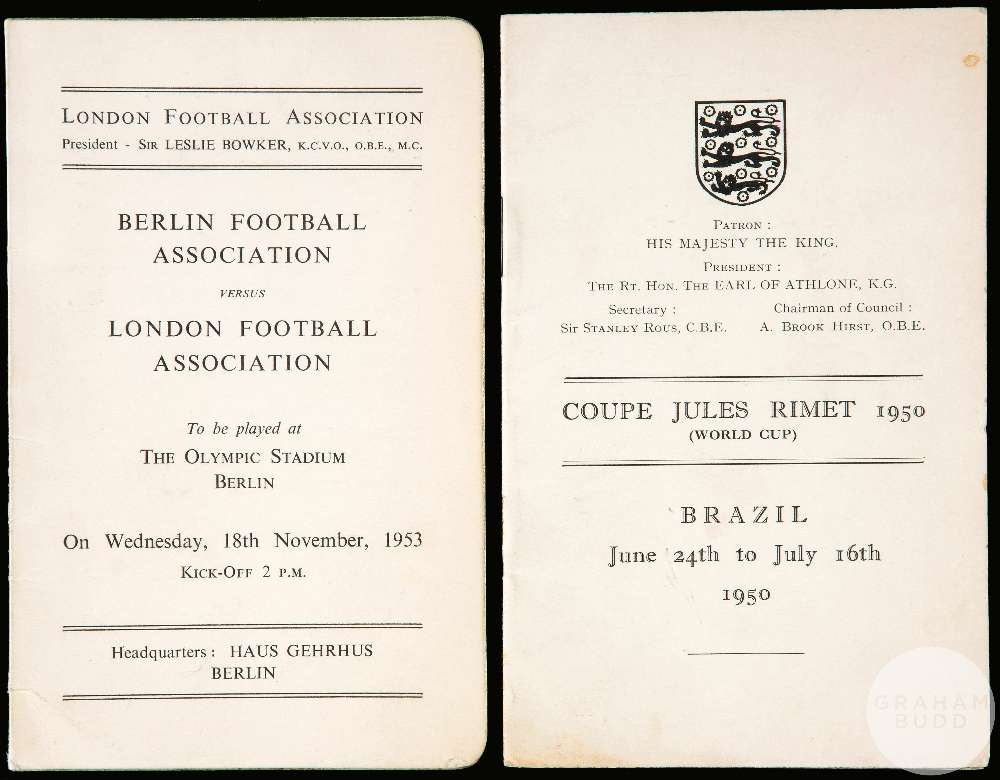 LONDON FOOTBALL ASSOCIATION
President - SIR LESLIE BOWKER, K.C.V.O., O.B.E., M.C.
BERLIN FOOTBALL
ASSOCIATION
VERSUS
LONDON FOOTBALL
ASSOCIATION
To be played at
THE OLYMPIC STADIUM
BERLIN
On Wednesday, 18th November, 1953
KICK-OFF 2 P.M.
Headquarters : HAUS GEHRHUS
BERLIN
PATRON :
HIS MAJESTY THE KING.
PRESIDENT :
THE RT. HON. THE EARL OF ATHLONE, K.G.
Secretary : Chairman of Council :
SIR STANLEY ROUS, C.B.E. A. BROOK HIRST, O.B.E.
COUPE JULES RIMET 1950
(WORLD CUP)
BRAZIL
June 24th to July 16th
1950
GRAHAM
BUDD